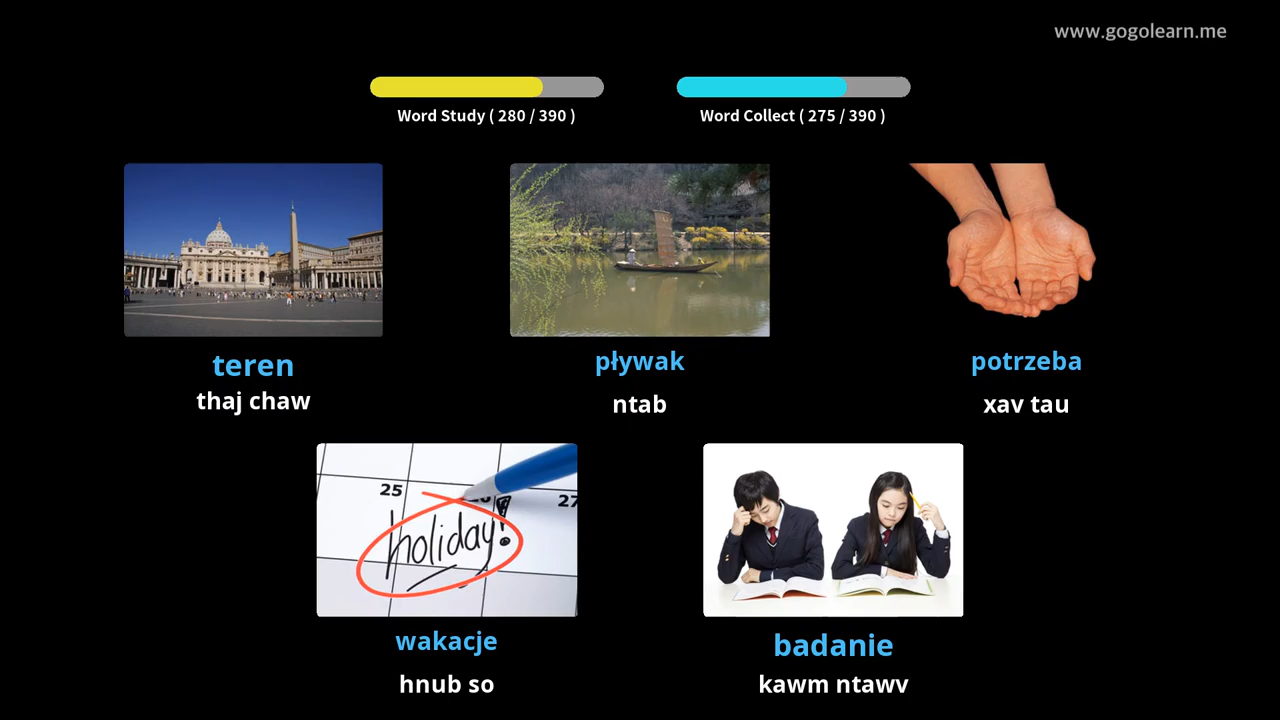 www.gogolearn.me
Word Study ( 280 / 390 )
Word Collect ( 275 / 390 )
teren
thaj chaw
pływak
ntab
potrzeba
xav tau
25
27
holiday!
wakacje
hnub so
badanie
kawm ntawv